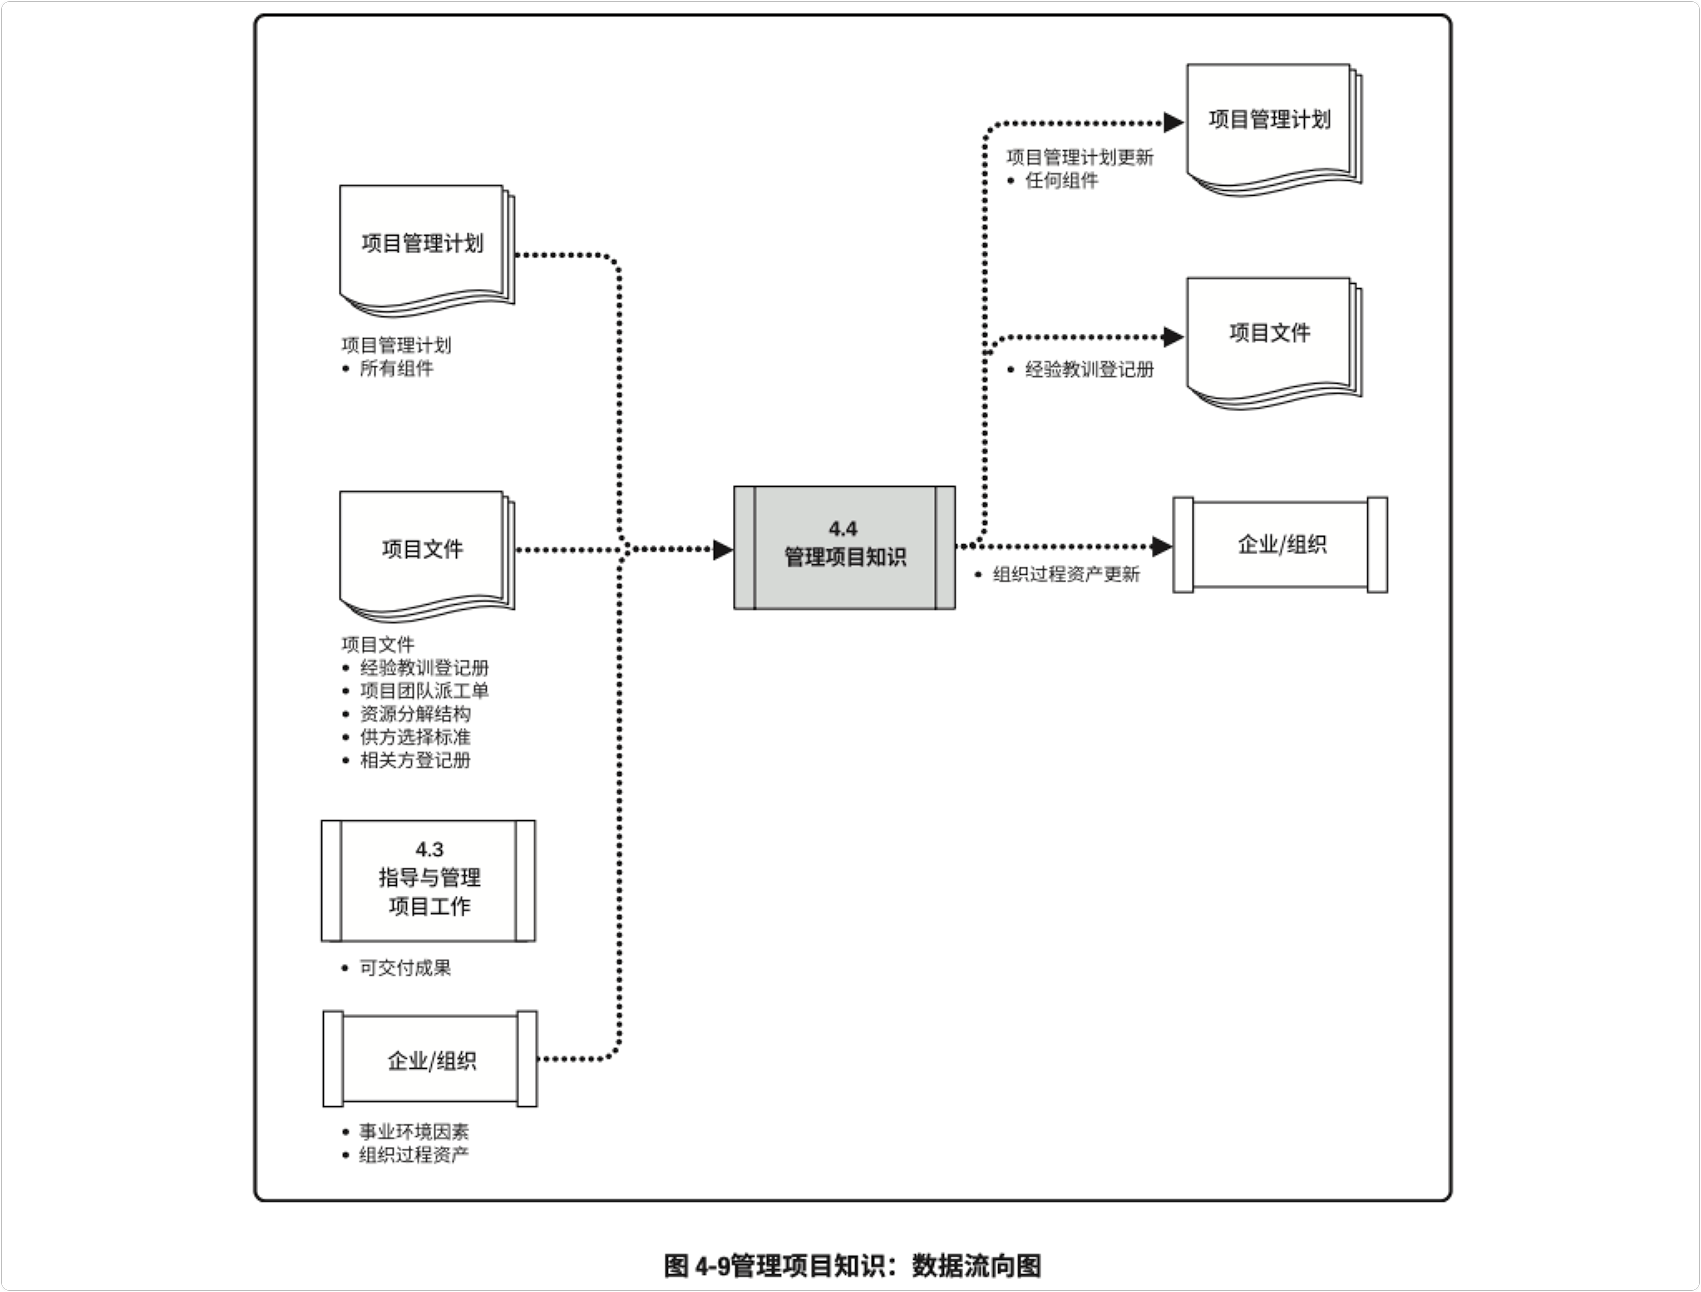 项目管理计划
项目管理计划
• 所有组件
项目文件
项目文件
• 经验教训登记册
• 项目团队派工单
• 资源分解结构
• 供方选择标准
• 相关方登记册
4.3
指导与管理
项目工作
• 可交付成果
企业/组织
• 事业环境因素
• 组织过程资产
4.4
管理项目知识
项目管理计划更新
• 任何组件
项目管理计划
• 经验教训登记册
项目文件
• 组织过程资产更新
企业/组织
图 4-9管理项目知识：数据流向图